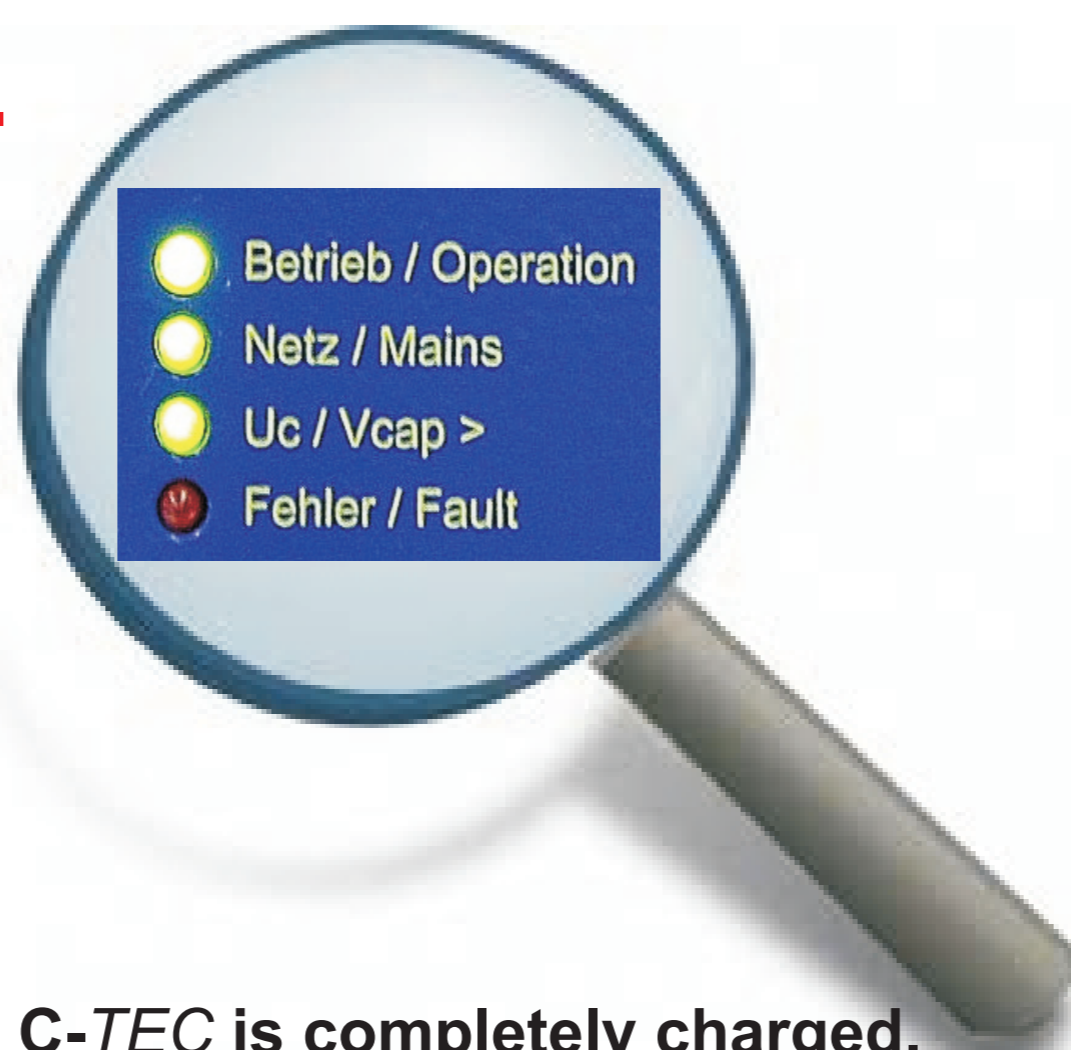 Betrieb / Operation
Netz / Mains
Uc / Vcap >
Fehler / Fault
C-TEC is completely charged.